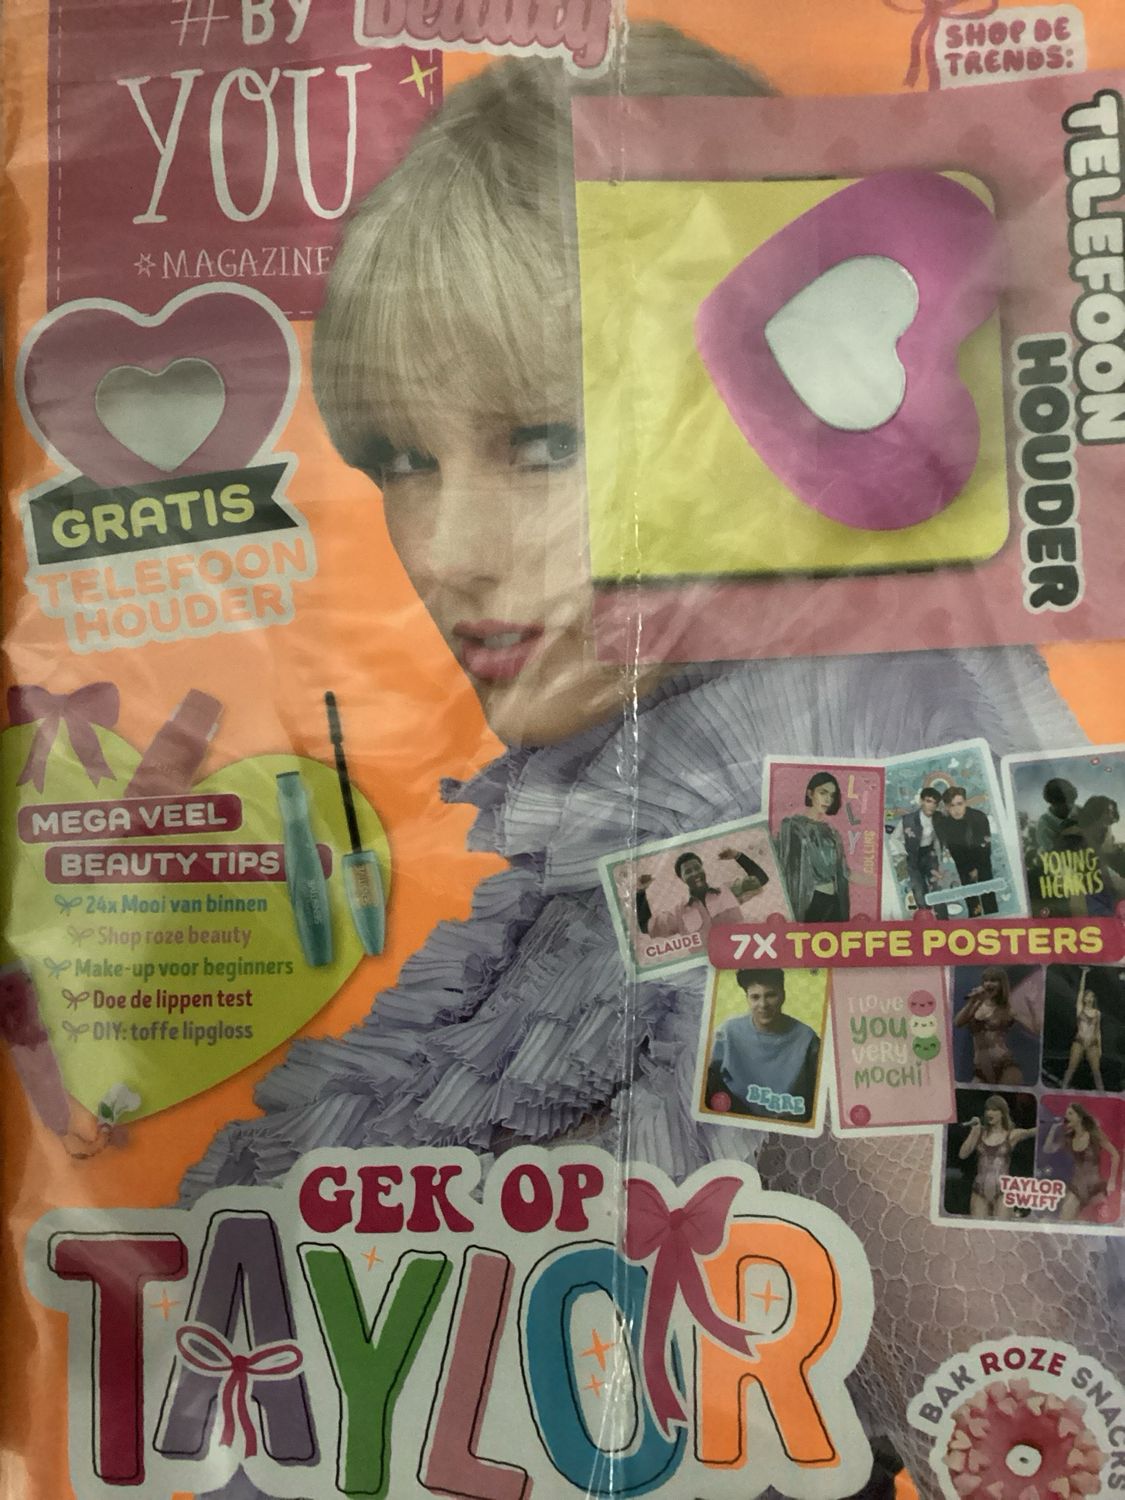 #BY beauty
YOU
MAGAZINE
SHOP DE
TRENDS:
TELEFOON
HOUDER
GRATIS
TELEFOON
HOUDER
MEGA VEEL
BEAUTY TIPS
24x Mooi van binnen
Shop roze beauty
Make-up voor beginners
Doe de lippen test
DIY: toffe lipgloss
CLAUDE
LILY
COLLINS
YOUNG
HEARTS
7X TOFFE POSTERS
BERRE
I love
you
very
mochi
TAYLOR
SWIFT
GEK OP
TAYLOR
BAK ROZE SNACKS